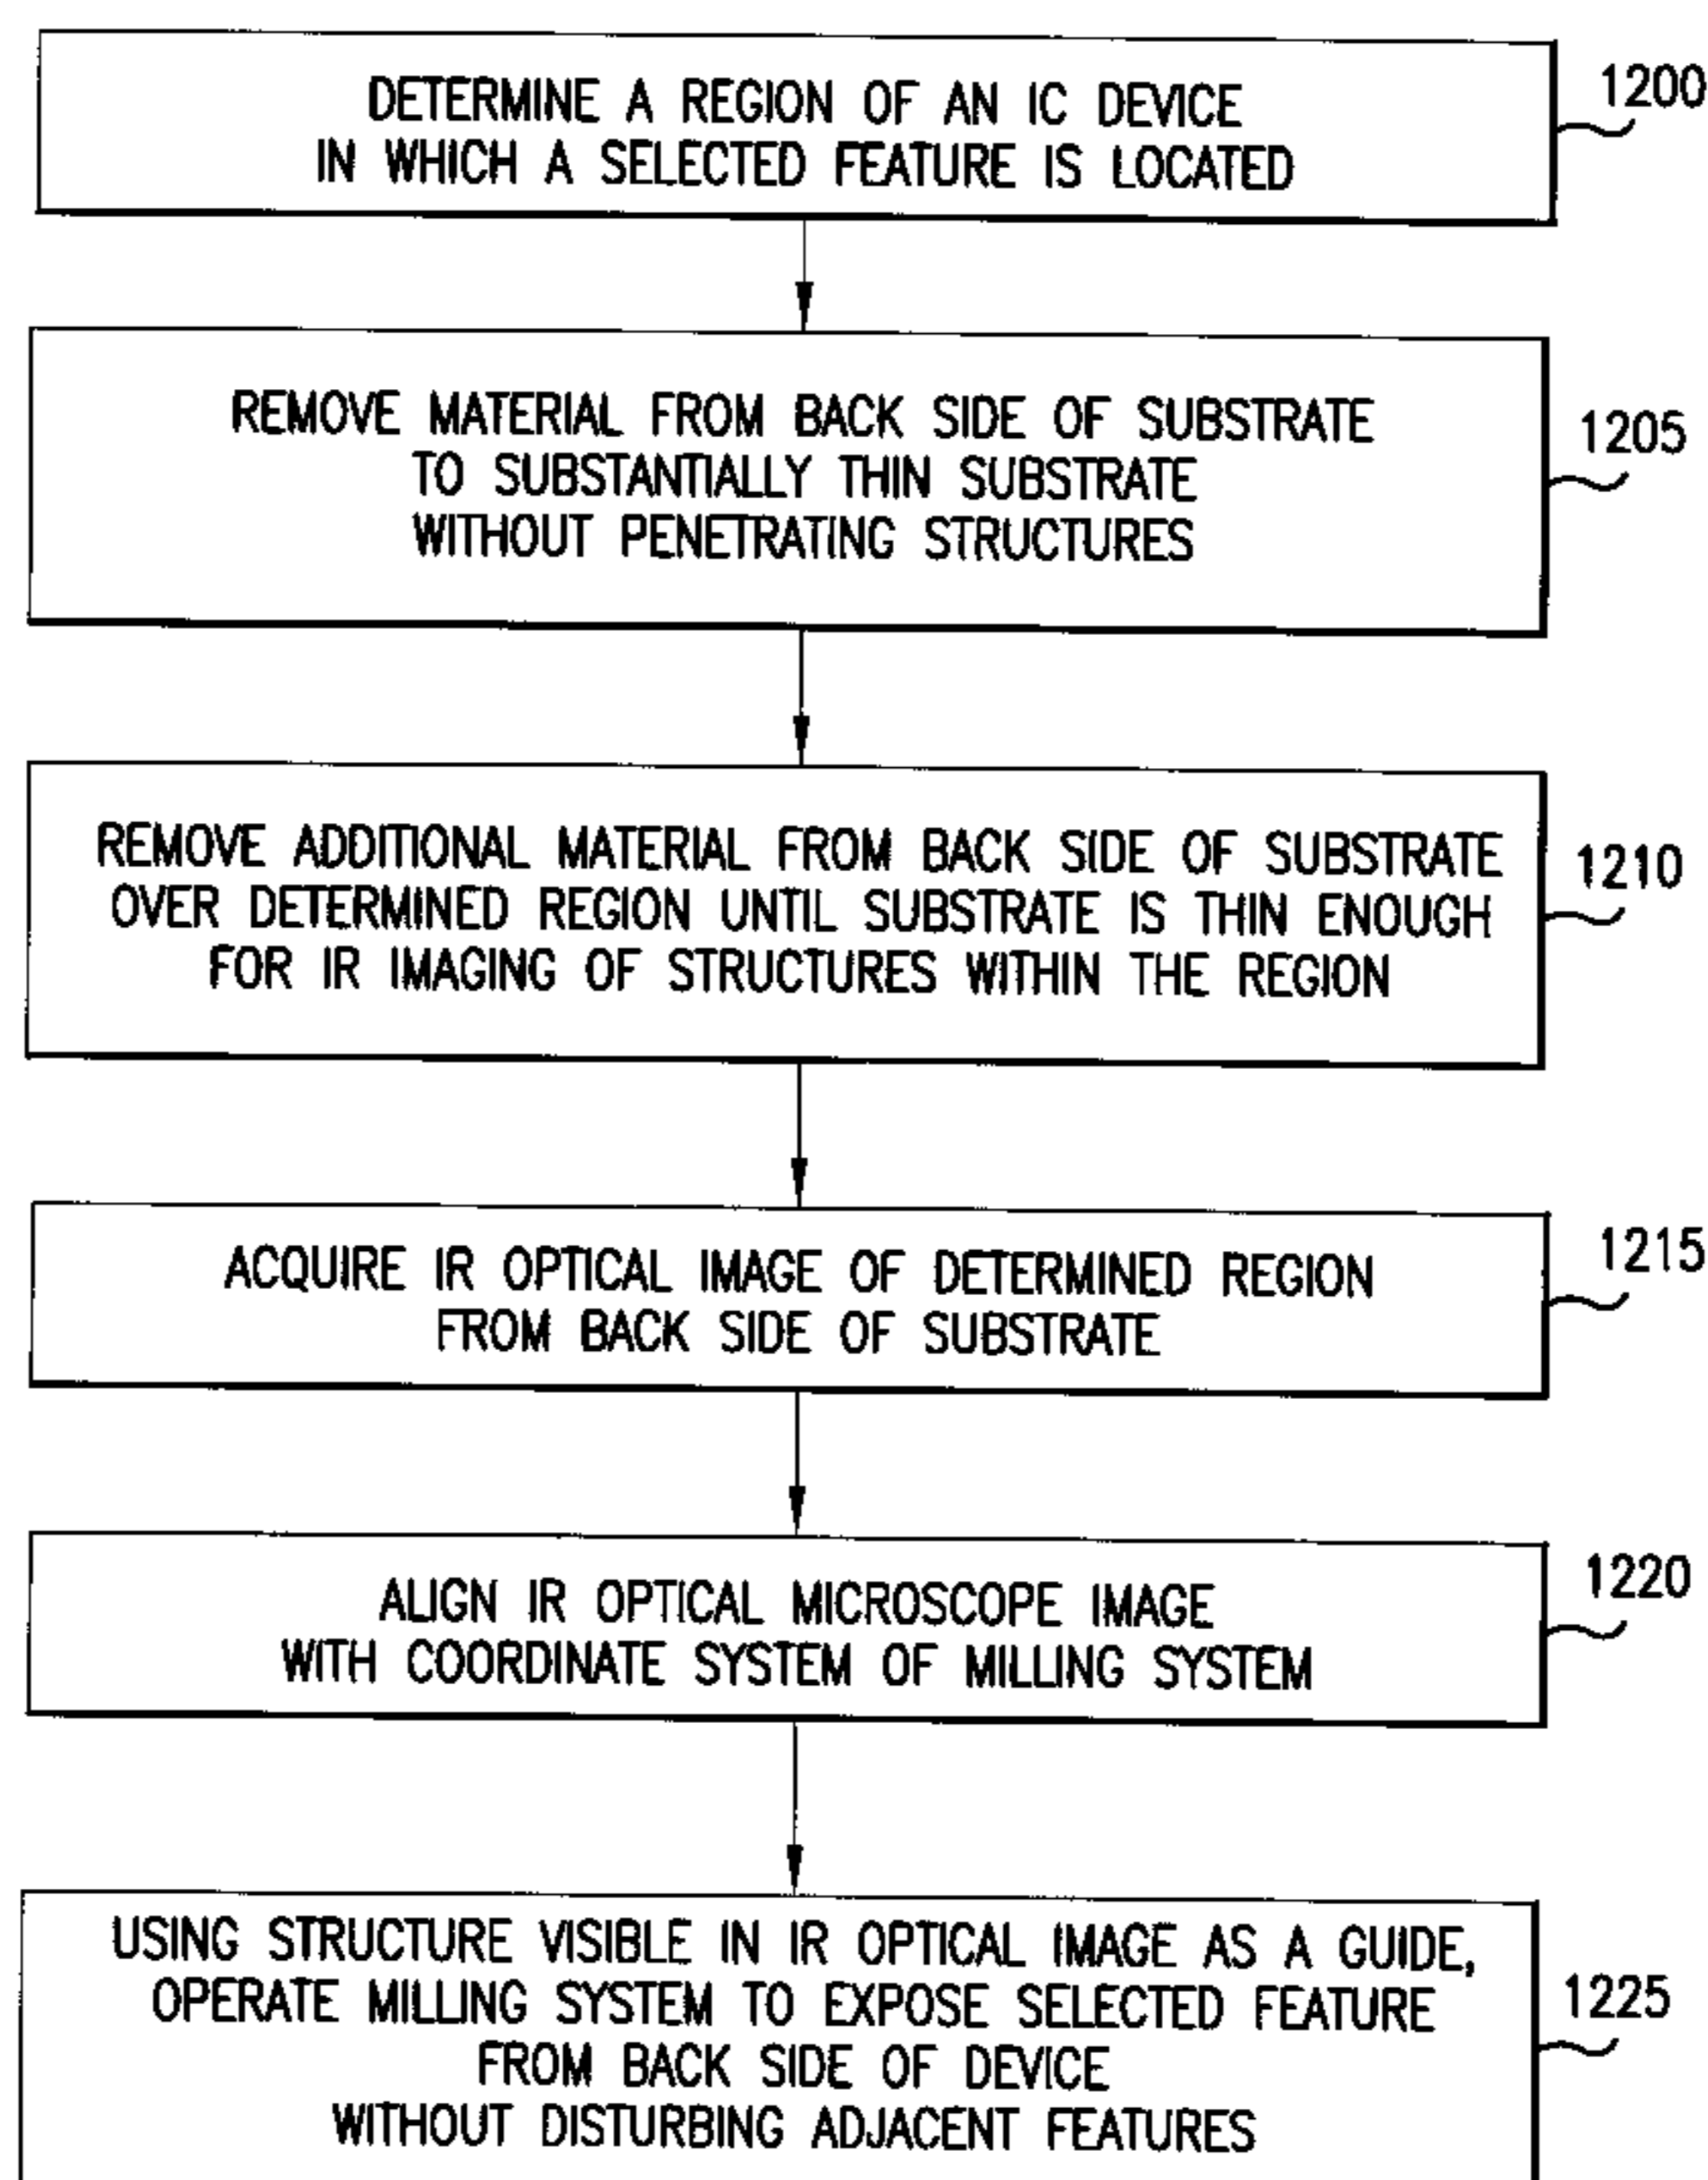 DETERMINE A REGION OF AN IC DEVICE
IN WHICH A SELECTED FEATURE IS LOCATED
1200
REMOVE MATERIAL FROM BACK SIDE OF SUBSTRATE
TO SUBSTANTIALLY THIN SUBSTRATE
WITHOUT PENETRATING STRUCTURES
1205
REMOVE ADDITIONAL MATERIAL FROM BACK SIDE OF SUBSTRATE
OVER DETERMINED REGION UNTIL SUBSTRATE IS THIN ENOUGH
FOR IR IMAGING OF STRUCTURES WITHIN THE REGION
1210
ACQUIRE IR OPTICAL IMAGE OF DETERMINED REGION
FROM BACK SIDE OF SUBSTRATE
1215
ALIGN IR OPTICAL MICROSCOPE IMAGE
WITH COORDINATE SYSTEM OF MILLING SYSTEM
1220
USING STRUCTURE VISIBLE IN IR OPTICAL IMAGE AS A GUIDE,
OPERATE MILLING SYSTEM TO EXPOSE SELECTED FEATURE
FROM BACK SIDE OF DEVICE
WITHOUT DISTURBING ADJACENT FEATURES
1225